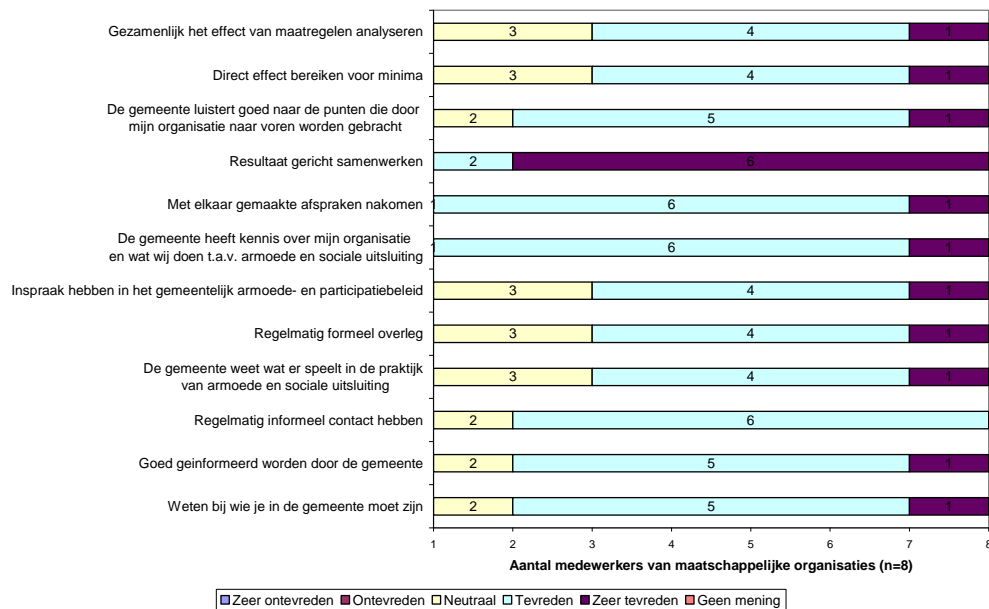 Gezamenlijk het effect van maatregelen analyseren 3 4 1
Direct effect bereiken voor minima 3 4 1
De gemeente luistert goed naar de punten die door
mijn organisatie naar voren worden gebracht 2 5 1
Resultaat gericht samenwerken 2 6
Met elkaar gemaakte afspraken nakomen 1 6 1
De gemeente heeft kennis over mijn organisatie
en wat wij doen t.a.v. armoede en sociale uitsluiting 1 6 1
Inspraak hebben in het gemeentelijk armoede- en participatiebeleid 3 4 1
Regelmatig formeel overleg 3 4 1
De gemeente weet wat er speelt in de praktijk
van armoede en sociale uitsluiting 3 4 1
Regelmatig informeel contact hebben 2 6
Goed geinformeerd worden door de gemeente 2 5 1
Weten bij wie je in de gemeente moet zijn 2 5 1
1 2 3 4 5 6 7 8
Aantal medewerkers van maatschappelijke organisaties (n=8)
Zeer ontevreden Ontevreden Neutraal Tevreden Zeer tevreden Geen mening